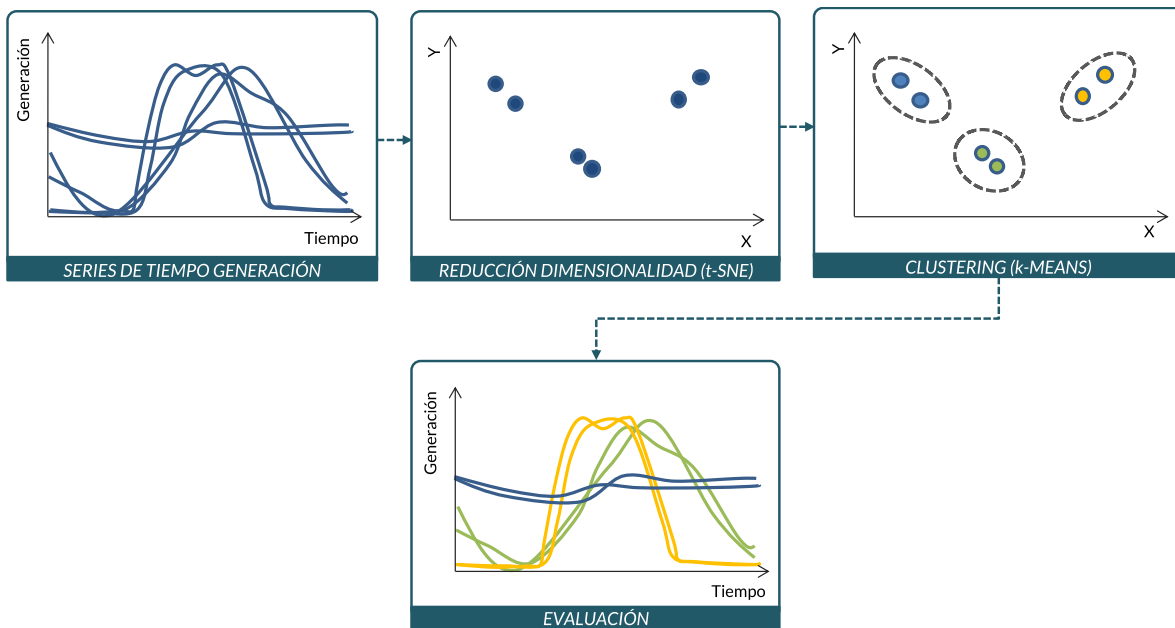 Generación
Tiempo
SERIES DE TIEMPO GENERACIÓN
Y
X
REDUCCIÓN DIMENSIONALIDAD (t-SNE)
Y
X
CLUSTERING (k-MEANS)
Generación
Tiempo
EVALUACIÓN